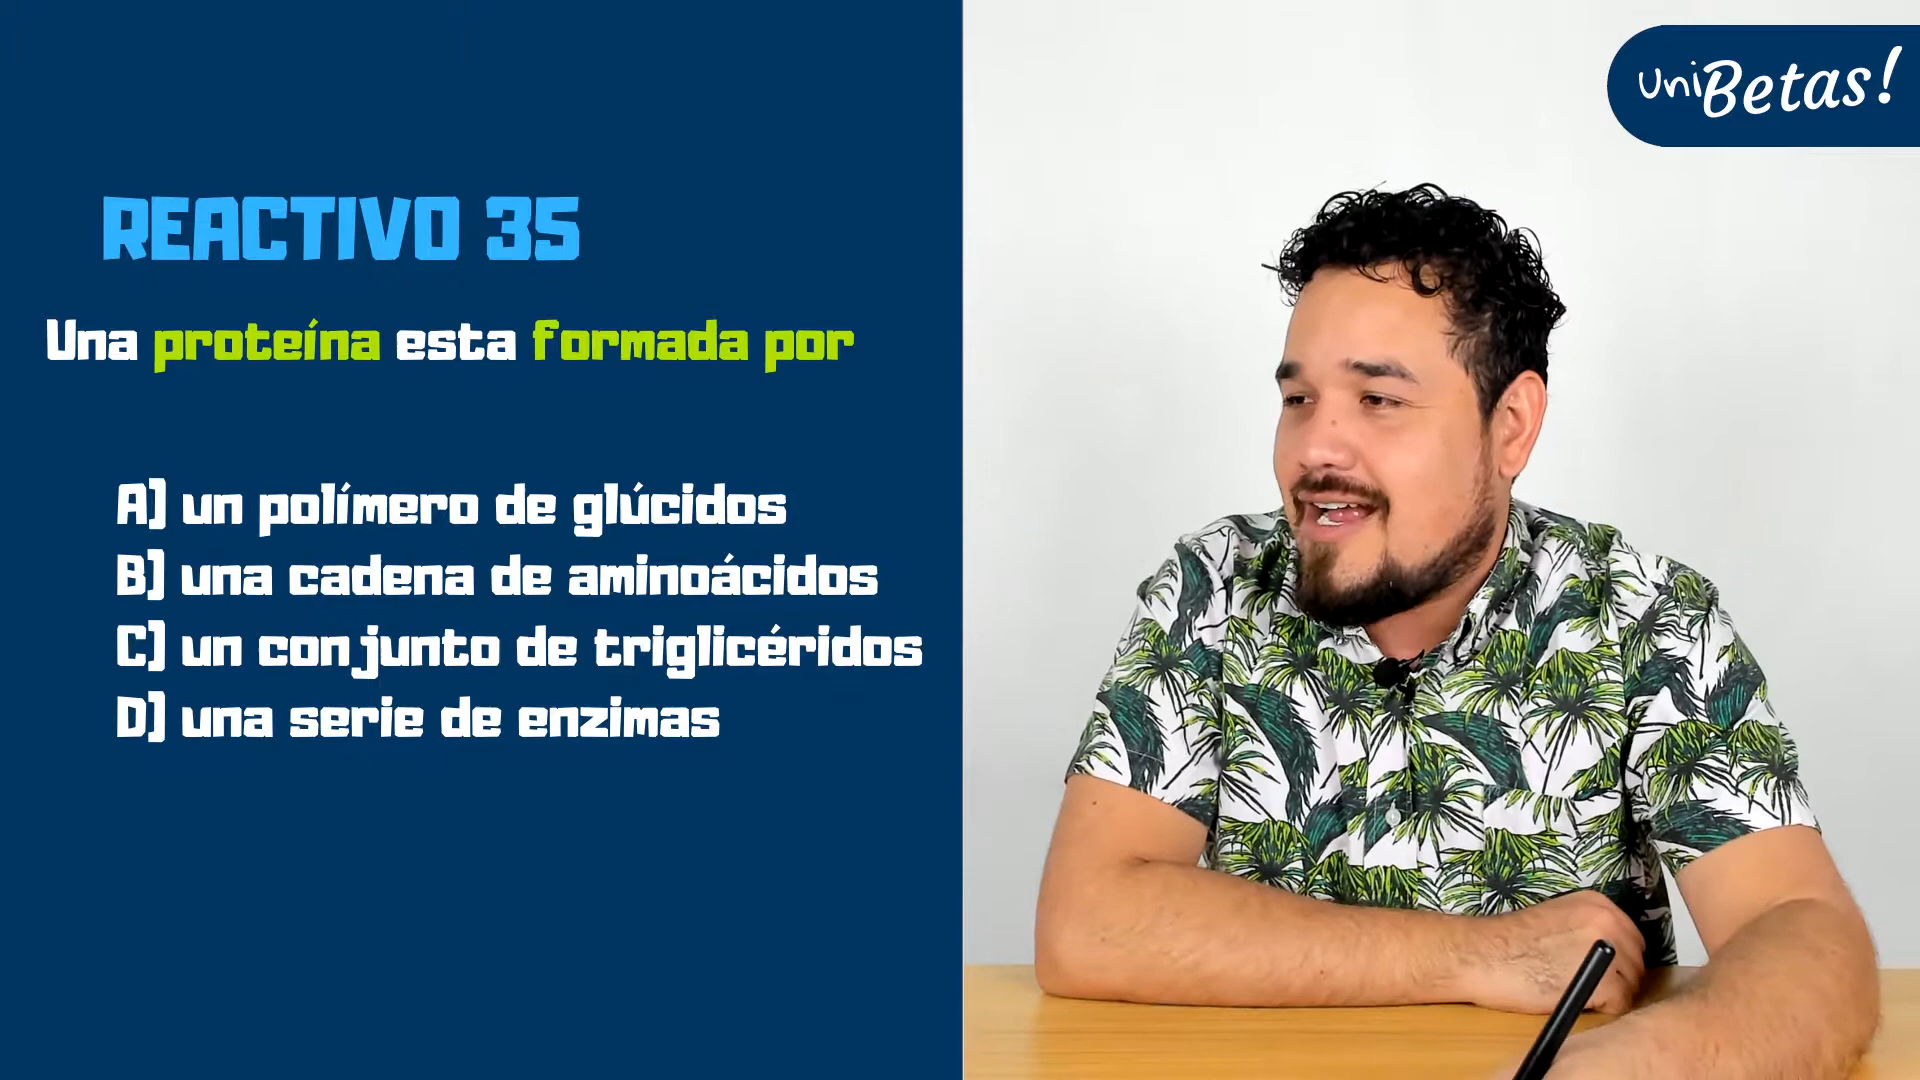 uniBetas!
REACTIVO 35
Una proteína esta formada por
A) un polímero de glúcidos
B) una cadena de aminoácidos
C) un conjunto de triglicéridos
D) una serie de enzimas